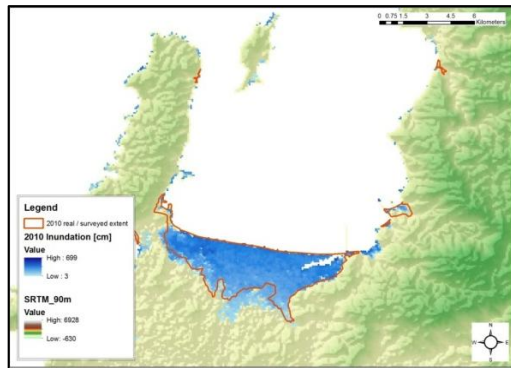 0 0.75 1.5 3 4.5 6
Kilometers
Legend
2010 real / surveyed extent
2010 Inundation [cm]
Value
High : 699
Low : 3
SRTM_90m
Value
High: 6928
Low: -630
N
W E
S